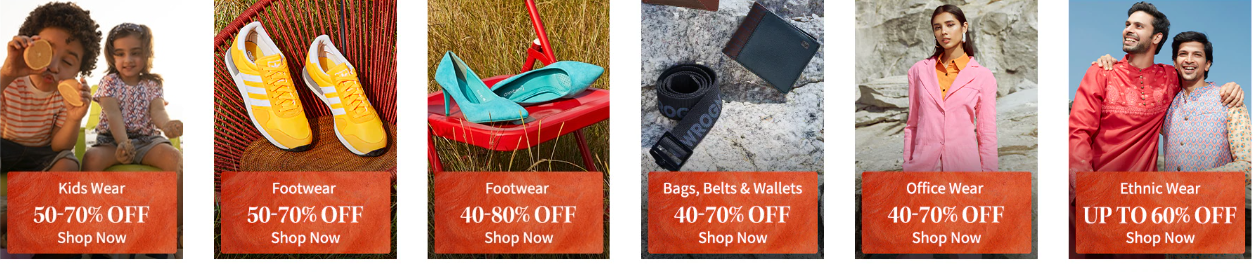 Kids Wear
50-70% OFF
Shop Now
Footwear
50-70% OFF
Shop Now
Footwear
40-80% OFF
Shop Now
Bags, Belts & Wallets
40-70% OFF
Shop Now
Office Wear
40-70% OFF
Shop Now
Ethnic Wear
UP TO 60% OFF
Shop Now